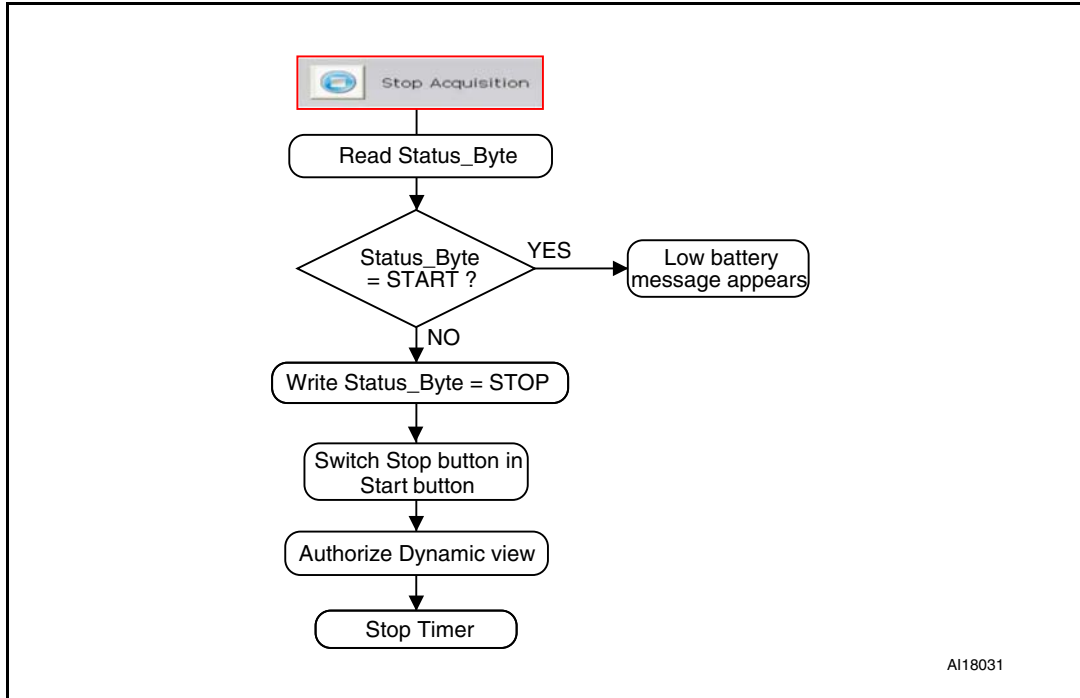 Stop Acquisition
Read Status_Byte
Status_Byte
= START ?
YES
Low battery
message appears
NO
Write Status_Byte = STOP
Switch Stop button in
Start button
Authorize Dynamic view
Stop Timer
AI18031